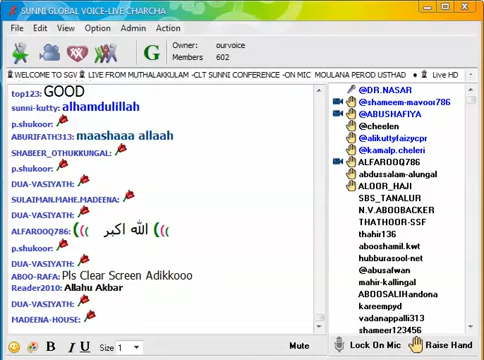 SUNNI GLOBAL VOICE-LIVE CHARCHA
File Edit View Option Admin Action Help
G
Owner: ourvoice
Members 602
WELCOME TO SGV LIVE FROM MUTHALAKKULAM -CLT SUNNI CONFERENCE -ON MIC MOULANA PEROD USTHAD Live HD
top123: GOOD
sunni-kutty: alhamdulillah
p.shukoor:
ABURIFATH313: maashaaa allaah
SHABEER_OTHUKKUNGAL:
p.shukoor:
DUA-VASIYATH:
SULAIMAN.MAHE.MADEENA:
DUA-VASIYATH:
ALFAROOQ786: ((( الله اكبر (((
p.shukoor:
DUA-VASIYATH:
ABOO-RAFA: Pls Clear Screen Adikkooo
Reader2010: Allahu Akbar
DUA-VASIYATH:
MADEENA-HOUSE:
@DR.NASAR
@shameem-mavoor786
@ABUSHAFIYA
@cheelen
@alikuttyfaizycpr
@kamalp.cheleri
ALFAROOQ786
abdussalam-alungal
ALOOR_HAJI
SBS_TANALUR
N.V.ABOOBACKER
THATHOOR-SSF
thahir136
abooshamil.kwt
hubburasool-net
@abusafwan
mahir-kallingal
ABOOSALIHandona
kareempyd
vadanappalli313
shameer123456
B I U Size 1 Mute
Lock On Mic Raise Hand